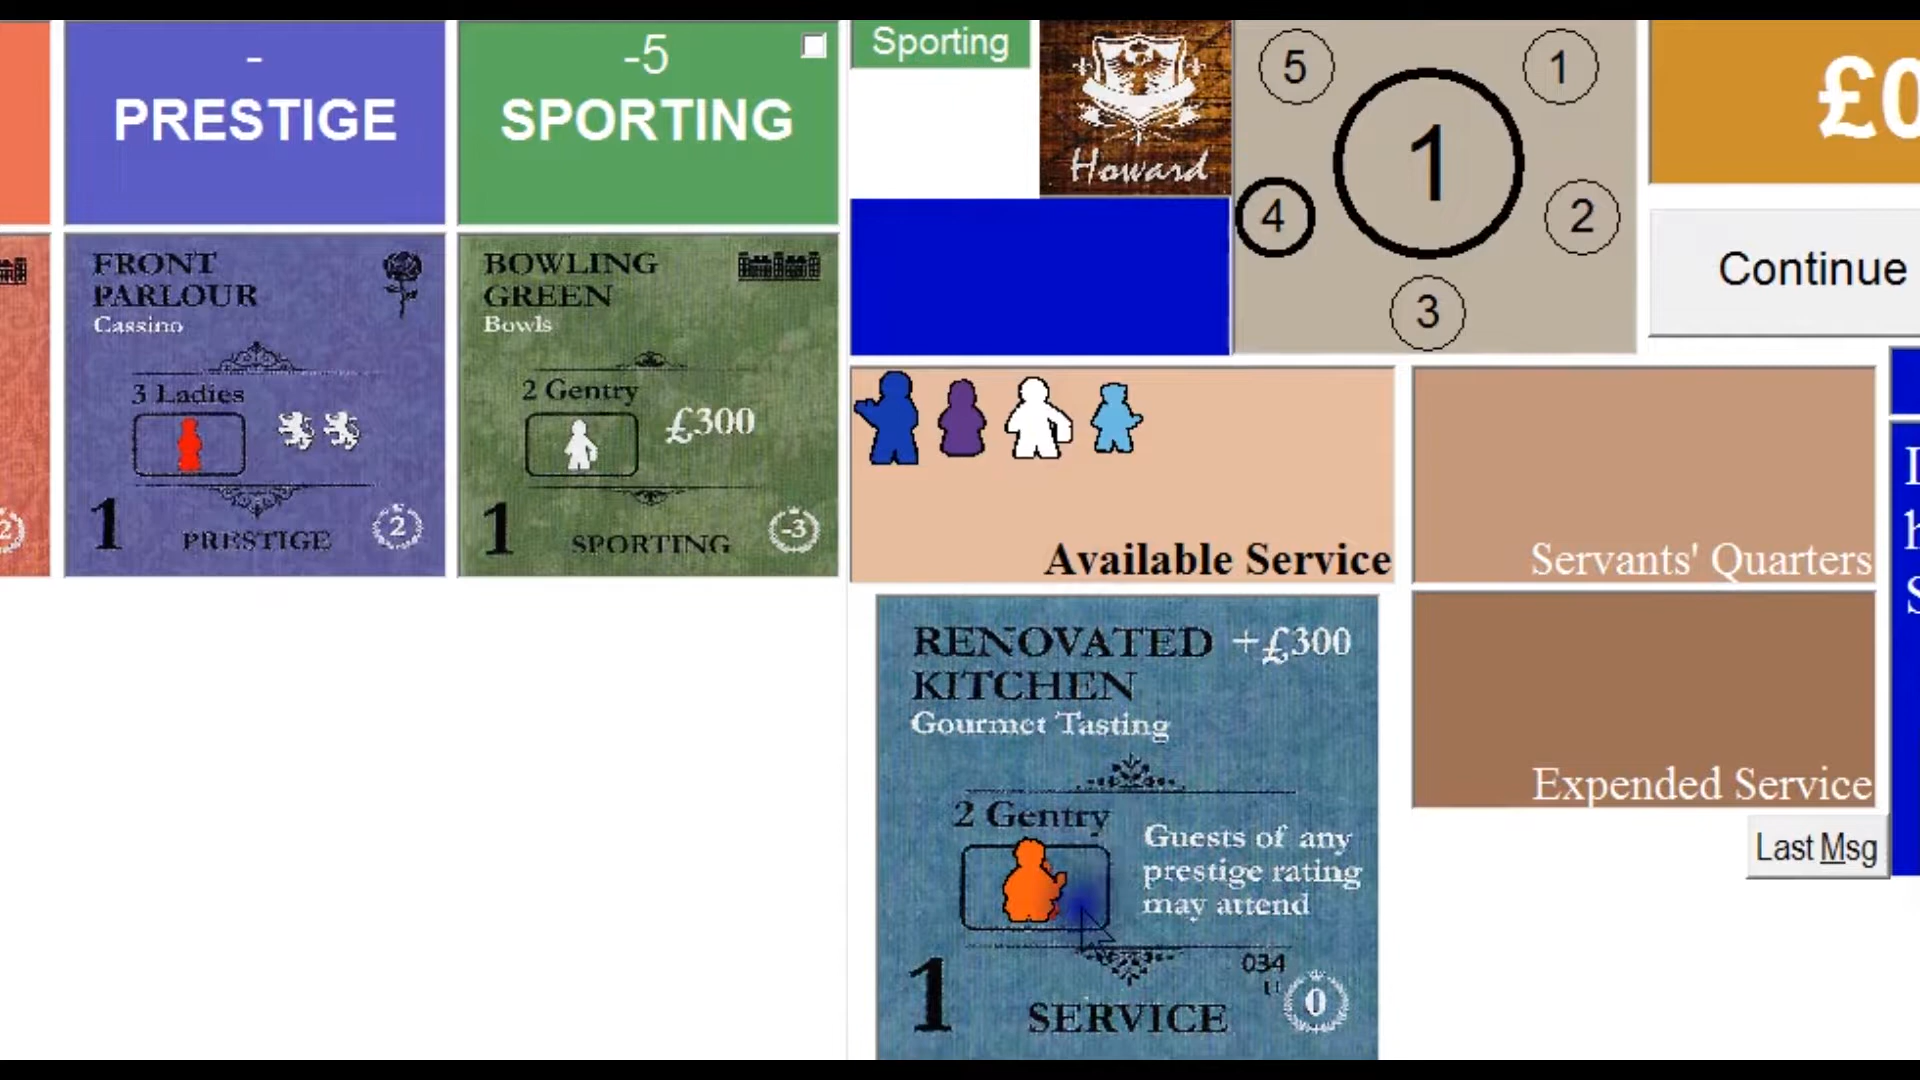 -
PRESTIGE
-5
SPORTING
Sporting
Howard
5
1
1
4
2
3
£0
Continue
FRONT
PARLOUR
Cassino
3 Ladies
1
PRESTIGE
2
BOWLING
GREEN
Bowls
2 Gentry
£300
1
SPORTING
-3
2
Available Service
Servants' Quarters
Expended Service
Last Msg
RENOVATED +£300
KITCHEN
Gourmet Tasting
2 Gentry
Guests of any
prestige rating
may attend
034
1
SERVICE
0